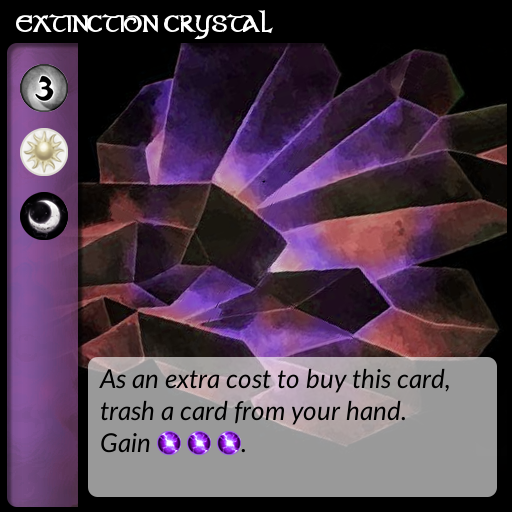 EXTINCTION CRYSTAL
3
As an extra cost to buy this card,
trash a card from your hand.
Gain .